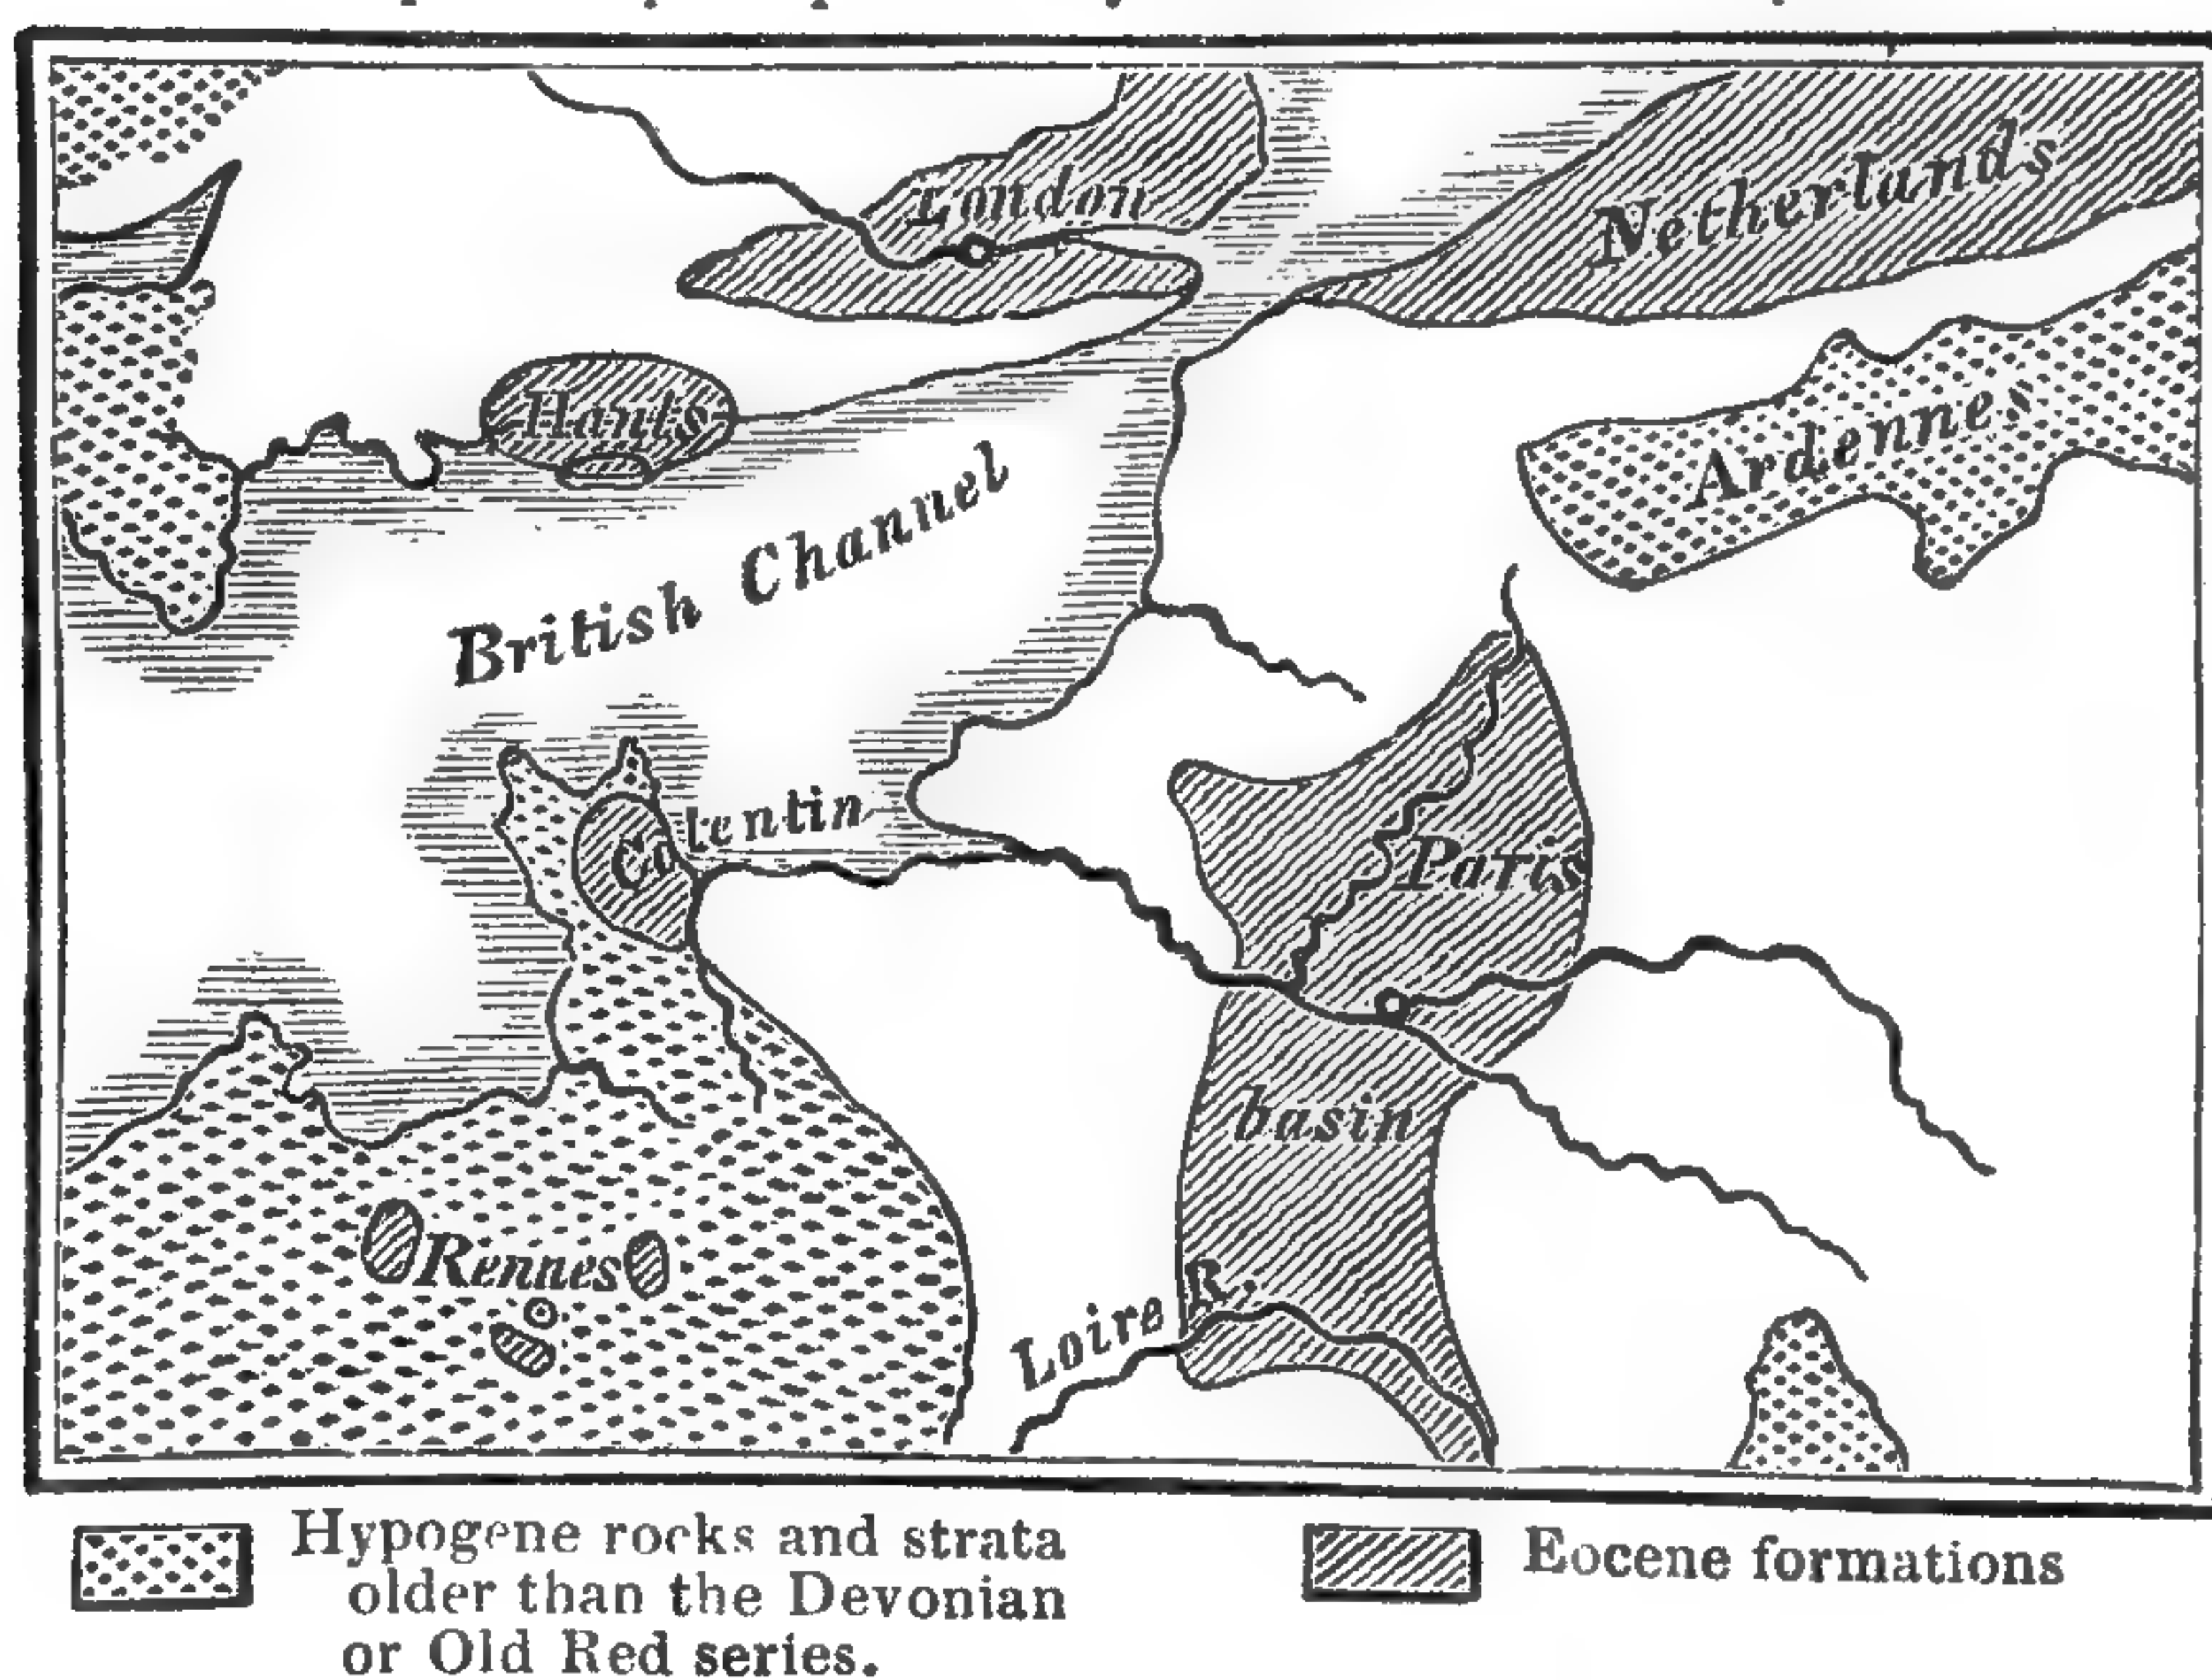 London
Netherlands
Hants
Ardennes
British Channel
Cotentin
Paris
basin
Rennes
Loire R.
Hypogene rocks and strata
older than the Devonian
or Old Red series.
Eocene formations